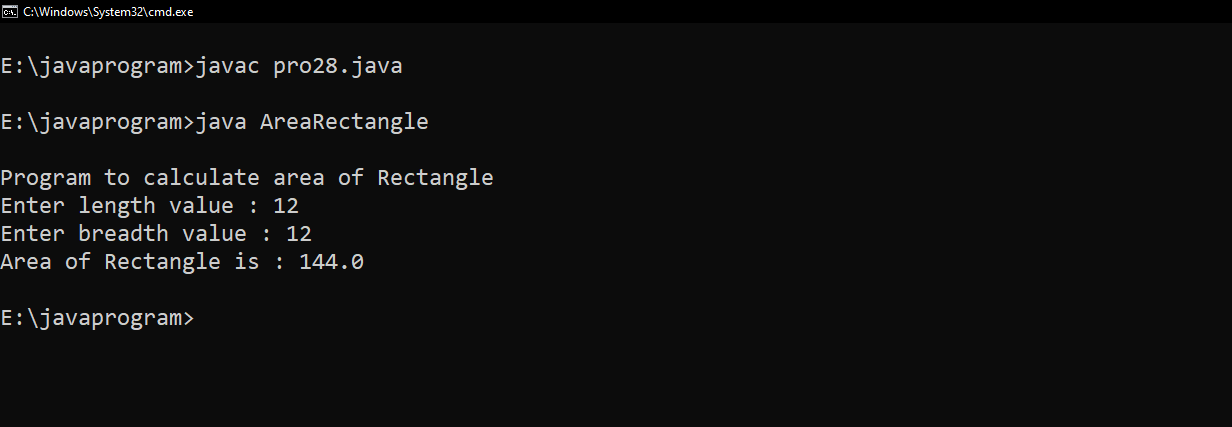 C:\Windows\System32\cmd.exe
E:\javaprogram>javac pro28.java
E:\javaprogram>java AreaRectangle
Program to calculate area of Rectangle
Enter length value : 12
Enter breadth value : 12
Area of Rectangle is : 144.0
E:\javaprogram>